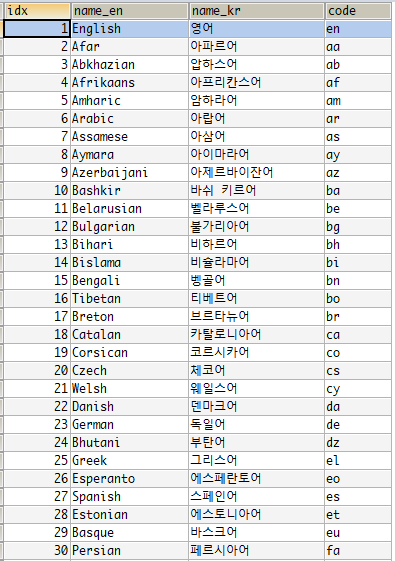 idx name_en name_kr code
1 English 영어 en
2 Afar 아파르어 aa
3 Abkhazian 압하스어 ab
4 Afrikaans 아프리칸스어 af
5 Amharic 암하라어 am
6 Arabic 아랍어 ar
7 Assamese 아삼어 as
8 Aymara 아이마라어 ay
9 Azerbaijani 아제르바이잔어 az
10 Bashkir 바쉬 키르어 ba
11 Belarusian 벨라루스어 be
12 Bulgarian 불가리아어 bg
13 Bihari 비하르어 bh
14 Bislama 비슬라마어 bi
15 Bengali 벵골어 bn
16 Tibetan 티베트어 bo
17 Breton 브르타뉴어 br
18 Catalan 카탈로니아어 ca
19 Corsican 코르시카어 co
20 Czech 체코어 cs
21 Welsh 웨일스어 cy
22 Danish 덴마크어 da
23 German 독일어 de
24 Bhutani 부탄어 dz
25 Greek 그리스어 el
26 Esperanto 에스페란토어 eo
27 Spanish 스페인어 es
28 Estonian 에스토니아어 et
29 Basque 바스크어 eu
30 Persian 페르시아어 fa